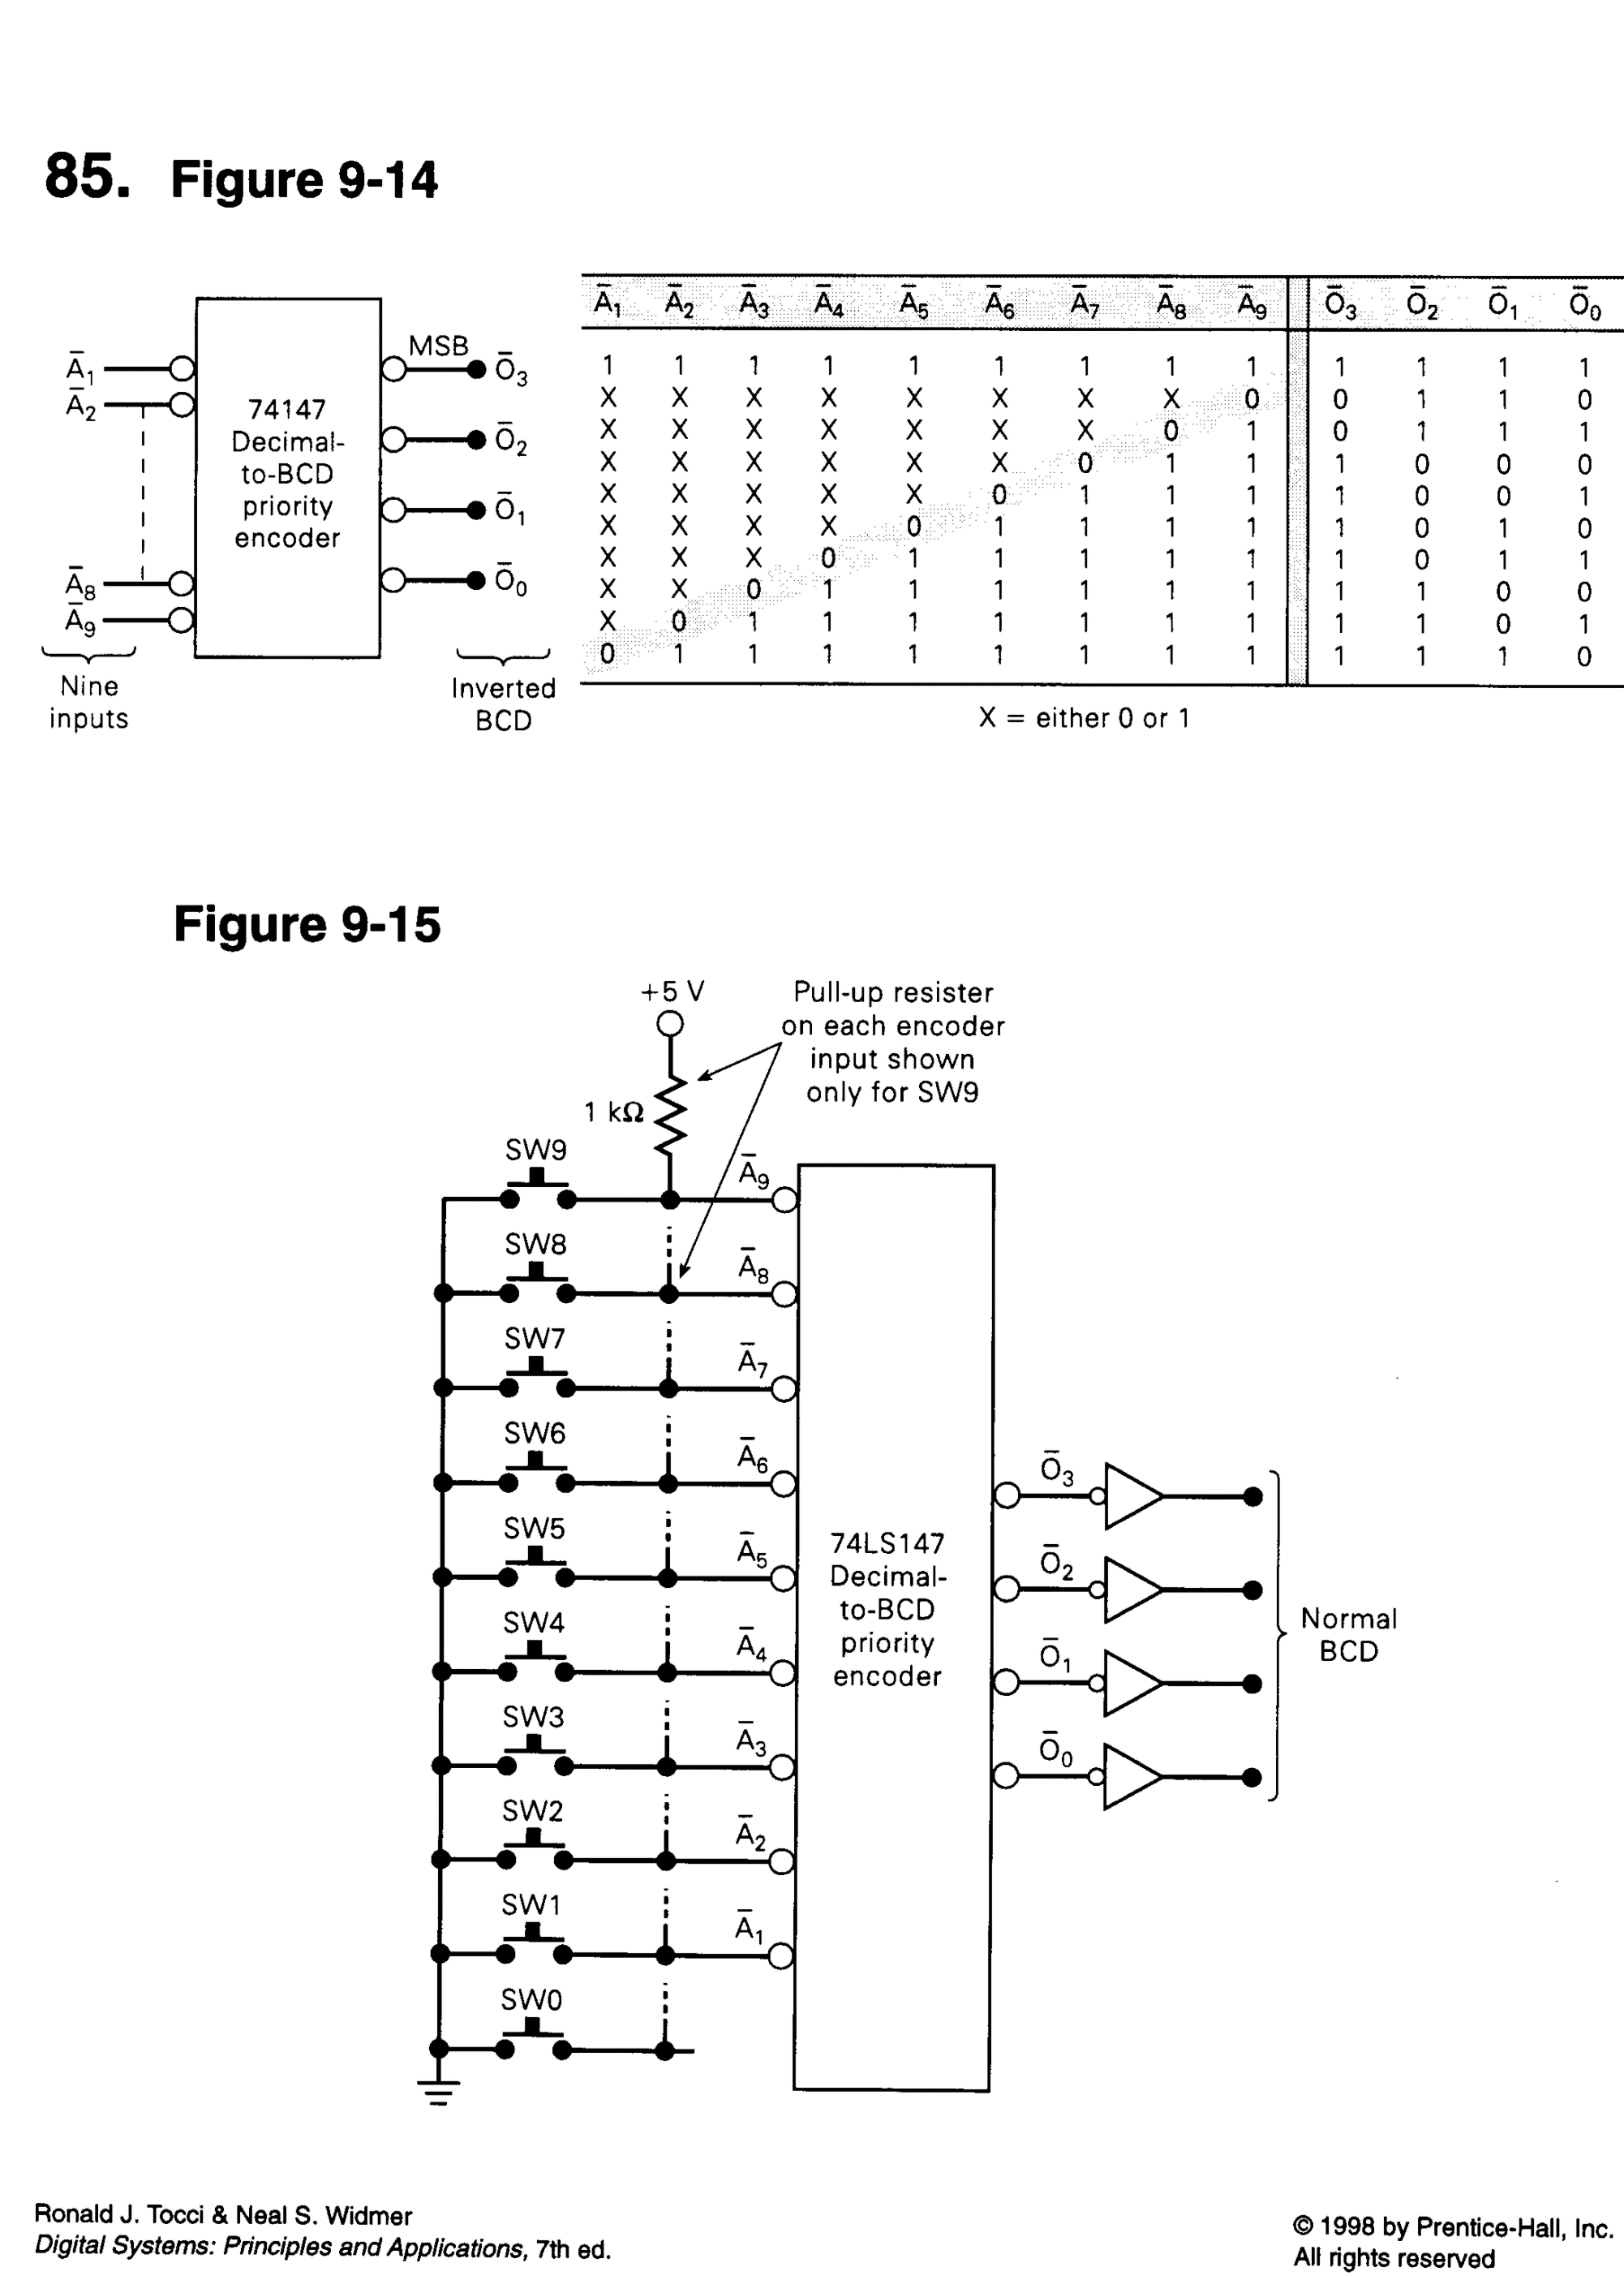 85. Figure 9-14
Ā₁
Ā₂
Ā₈
Ā₉
Nine
inputs
74147
Decimal-
to-BCD
priority
encoder
MSB
Ō₃
Ō₂
Ō₁
Ō₀
Inverted
BCD
Ā₁ Ā₂ Ā₃ Ā₄ Ā₅ Ā₆ Ā₇ Ā₈ Ā₉ Ō₃ Ō₂ Ō₁ Ō₀
1 1 1 1 1 1 1 1 1 1 1 1 1
X X X X X X X X 0 0 1 1 0
X X X X X X X 0 1 0 1 1 1
X X X X X X 0 1 1 1 0 0 0
X X X X X 0 1 1 1 1 0 0 1
X X X X 0 1 1 1 1 1 0 1 0
X X X 0 1 1 1 1 1 1 0 1 1
X X 0 1 1 1 1 1 1 1 1 0 0
X 0 1 1 1 1 1 1 1 1 1 0 1
0 1 1 1 1 1 1 1 1 1 1 1 0
X = either 0 or 1
Figure 9-15
+5 V
1 kΩ
Pull-up resister
on each encoder
input shown
only for SW9
SW9
Ā₉
SW8
Ā₈
SW7
Ā₇
SW6
Ā₆
SW5
Ā₅
SW4
Ā₄
SW3
Ā₃
SW2
Ā₂
SW1
Ā₁
SW0
74LS147
Decimal-
to-BCD
priority
encoder
Ō₃
Ō₂
Ō₁
Ō₀
Normal
BCD
Ronald J. Tocci & Neal S. Widmer
Digital Systems: Principles and Applications, 7th ed.
© 1998 by Prentice-Hall, Inc.
All rights reserved